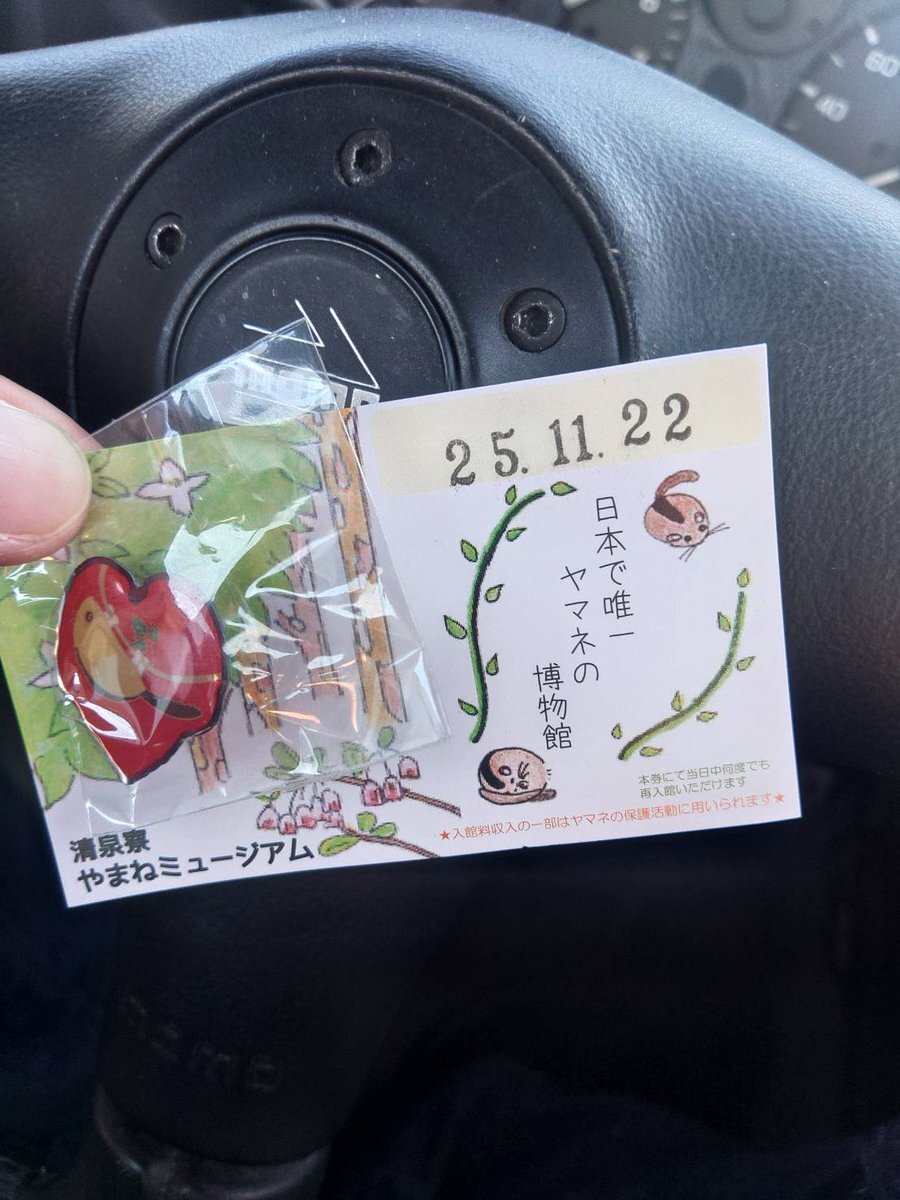 25.11.22
日本で唯一
ヤマネの
博物館
本券にて当日中何度でも
再入館いただけます
★入館料収入の一部はヤマネの保護活動に用いられます★
清泉寮
やまねミュージアム
60
40